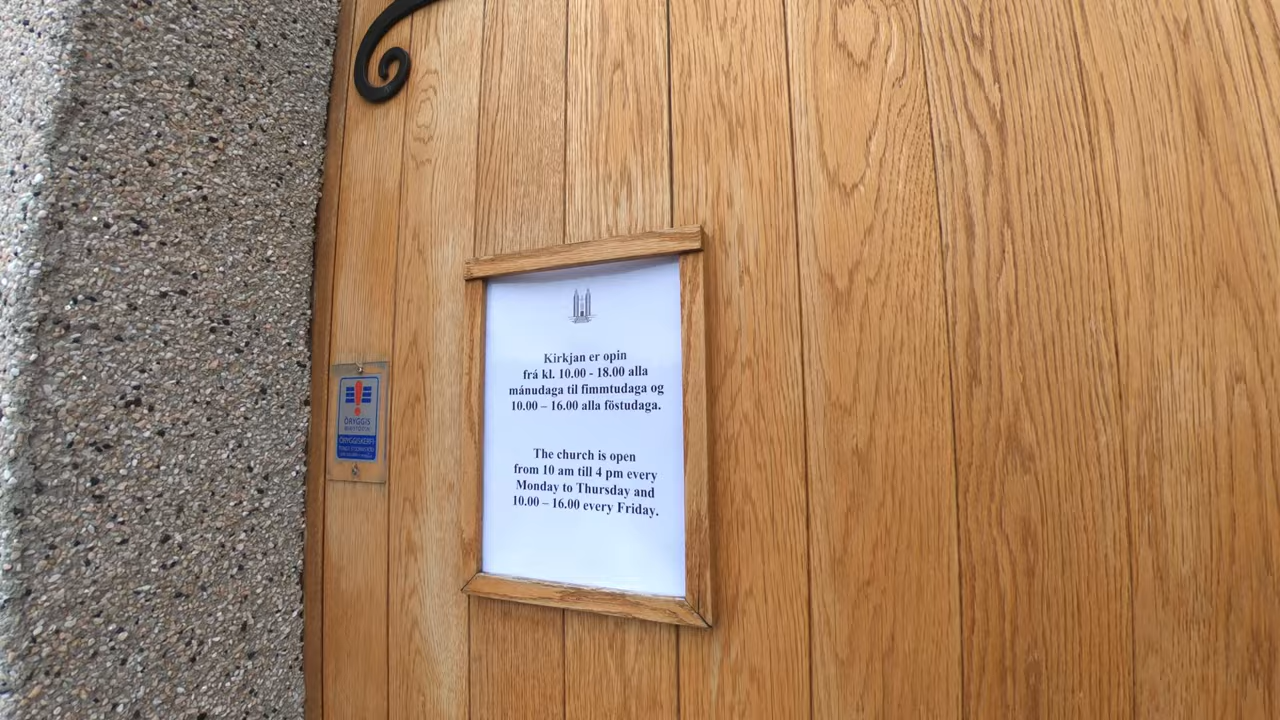 Kirkjan er opin
frá kl. 10.00 - 18.00 alla
mánudaga til fimmtudaga og
10.00 – 16.00 alla föstudaga.
The church is open
from 10 am till 4 pm every
Monday to Thursday and
10.00 – 16.00 every Friday.
ÖRYGGIS
ÖRYGGISKERFI